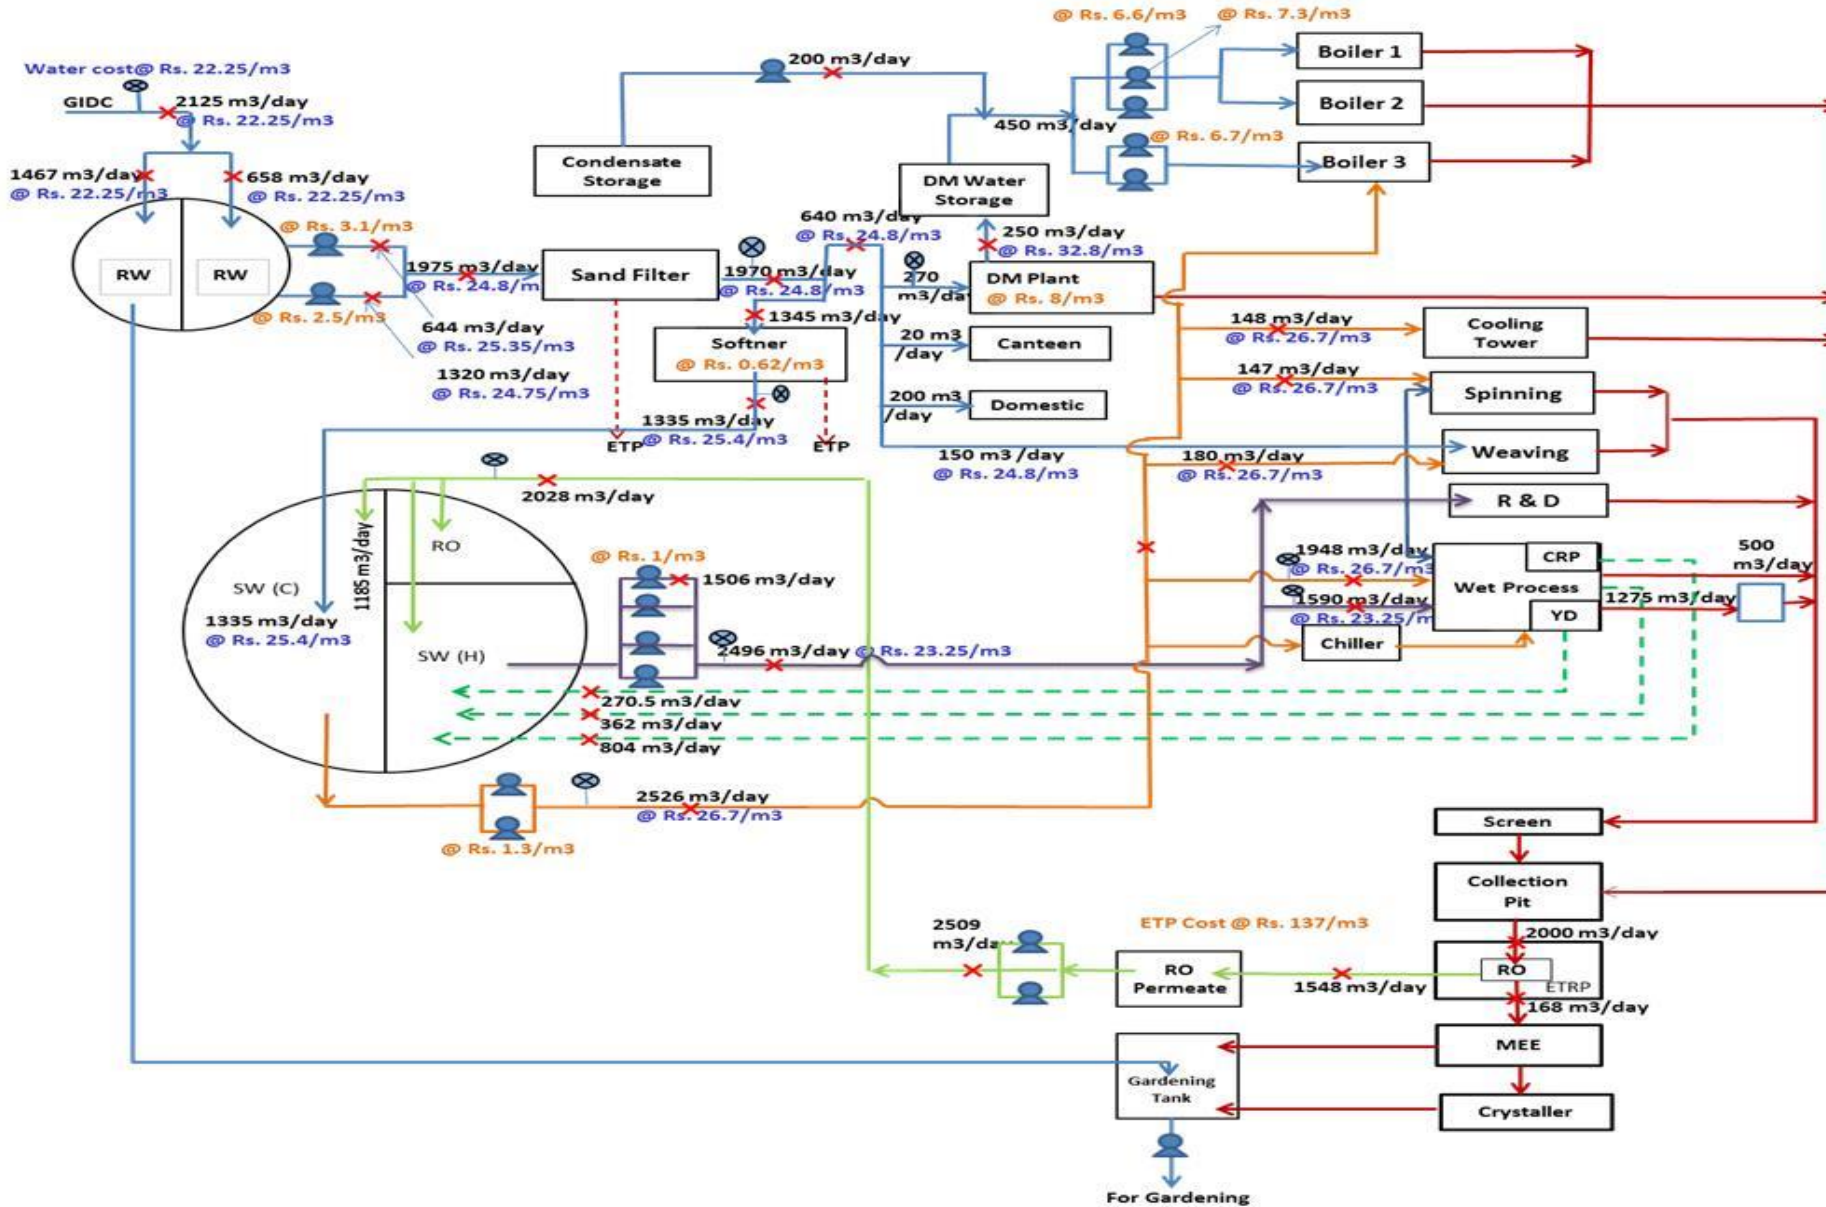 @ Rs. 6.6/m3
@ Rs. 7.3/m3
Water cost@ Rs. 22.25/m3
GIDC
2125 m3/day
@ Rs. 22.25/m3
1467 m3/day
@ Rs. 22.25/m3
658 m3/day
@ Rs. 22.25/m3
RW
RW
@ Rs. 3.1/m3
@ Rs. 2.5/m3
1975 m3/day
@ Rs. 24.8/m
644 m3/day
@ Rs. 25.35/m3
1320 m3/day
@ Rs. 24.75/m3
Sand Filter
200 m3/day
Condensate
Storage
450 m3/day
@ Rs. 6.7/m3
Boiler 1
Boiler 2
Boiler 3
DM Water
Storage
640 m3/day
@ Rs. 24.8/m3
250 m3/day
@ Rs. 32.8/m3
1970 m3/day
@ Rs. 24.8/m3
270
m3/day
DM Plant
@ Rs. 8/m3
1345 m3/day
Softner
@ Rs. 0.62/m3
20 m3
/day
Canteen
200 m3
/day
Domestic
1335 m3/day
@ Rs. 25.4/m3
ETP
ETP
150 m3 /day
@ Rs. 24.8/m3
148 m3/day
@ Rs. 26.7/m3
Cooling
Tower
147 m3/day
@ Rs. 26.7/m3
Spinning
180 m3/day
@ Rs. 26.7/m3
Weaving
R & D
2028 m3/day
1185 m3/day
RO
SW (C)
1335 m3/day
@ Rs. 25.4/m3
SW (H)
@ Rs. 1/m3
1506 m3/day
2496 m3/day @ Rs. 23.25/m3
1948 m3/day
@ Rs. 26.7/m3
1590 m3/day
@ Rs. 23.25/m
CRP
Wet Process
YD
Chiller
500
m3/day
1275 m3/day
270.5 m3/day
362 m3/day
804 m3/day
2526 m3/day
@ Rs. 26.7/m3
@ Rs. 1.3/m3
Screen
Collection
Pit
2000 m3/day
RO
ETRP
168 m3/day
ETP Cost @ Rs. 137/m3
2509
m3/day
RO
Permeate
1548 m3/day
MEE
Crystaller
Gardening
Tank
For Gardening